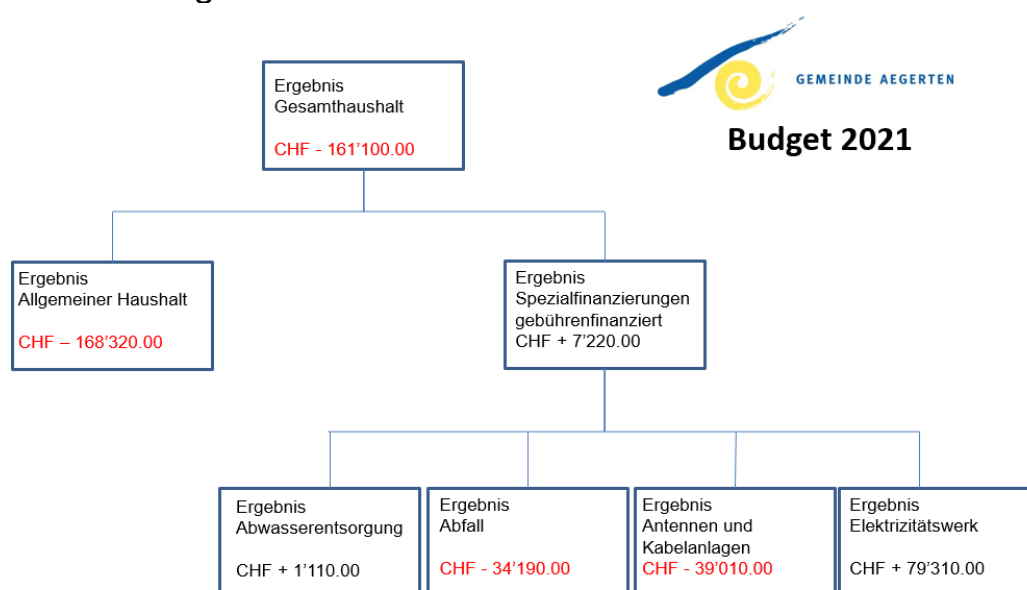 GEMEINDE AEGERTEN
Budget 2021
Ergebnis
Gesamthaushalt
CHF - 161'100.00
Ergebnis
Allgemeiner Haushalt
CHF – 168'320.00
Ergebnis
Spezialfinanzierungen
gebührenfinanziert
CHF + 7'220.00
Ergebnis
Abwasserentsorgung
CHF + 1'110.00
Ergebnis
Abfall
CHF - 34'190.00
Ergebnis
Antennen und
Kabelanlagen
CHF - 39'010.00
Ergebnis
Elektrizitätswerk
CHF + 79'310.00